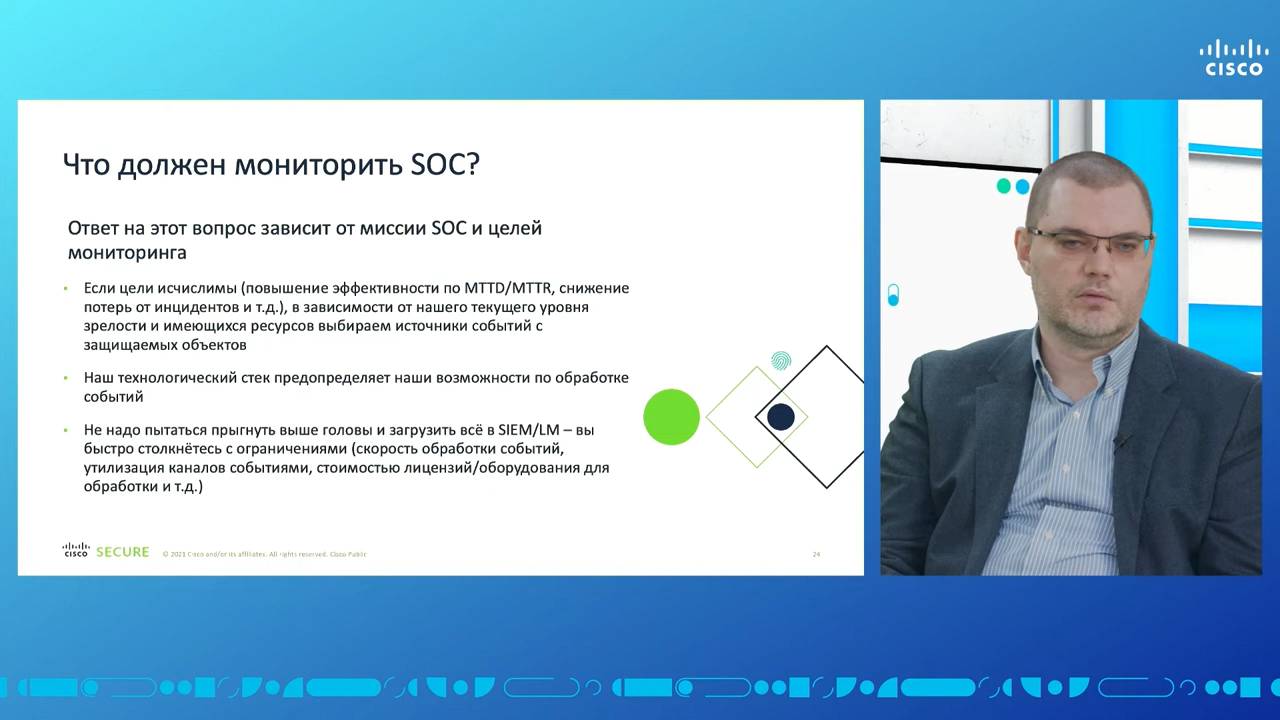 CISCO
Что должен мониторить SOC?
Ответ на этот вопрос зависит от миссии SOC и целей
мониторинга
Если цели исчислимы (повышение эффективности по MTTD/MTTR, снижение
потерь от инцидентов и т.д.), в зависимости от нашего текущего уровня
зрелости и имеющихся ресурсов выбираем источники событий с
защищаемых объектов
Наш технологический стек предопределяет наши возможности по обработке
событий
Не надо пытаться прыгнуть выше головы и загрузить всё в SIEM/LM – вы
быстро столкнётесь с ограничениями (скорость обработки событий,
утилизация каналов событиями, стоимостью лицензий/оборудования для
обработки и т.д.)
CISCO SECURE © 2021 Cisco and/or its affiliates. All rights reserved. Cisco Public 24